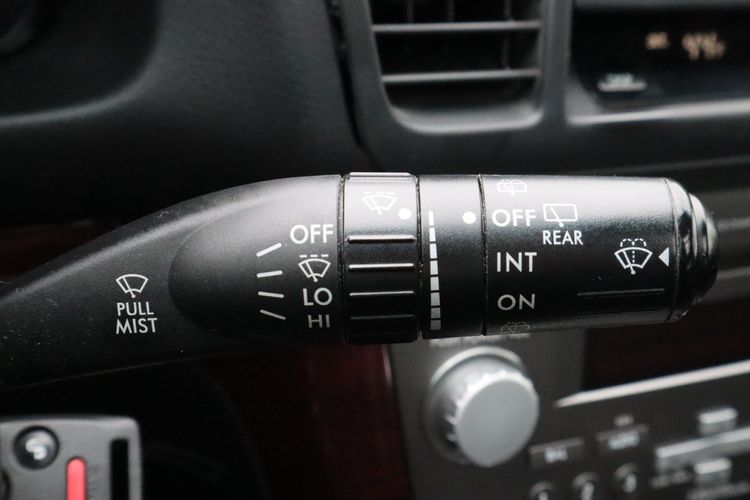 OFF
LO
HI
PULL
MIST
OFF
REAR
INT
ON